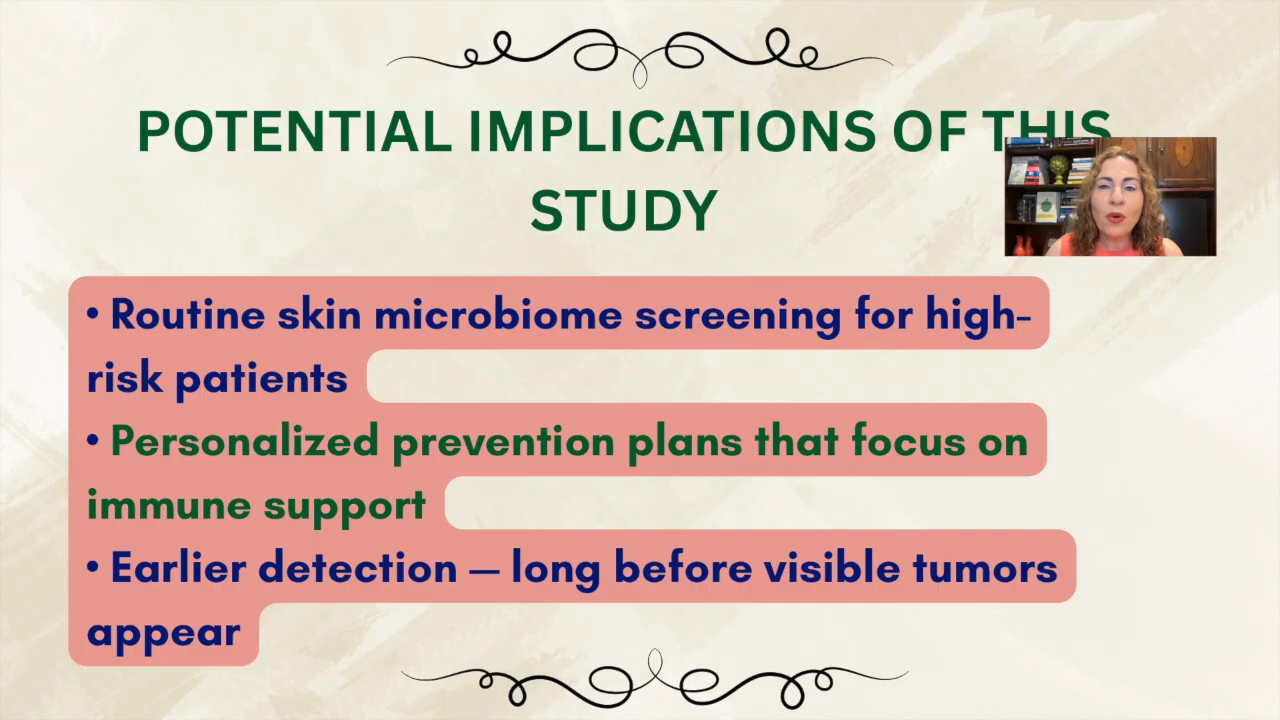 POTENTIAL IMPLICATIONS OF THIS
STUDY
• Routine skin microbiome screening for high-
risk patients
• Personalized prevention plans that focus on
immune support
• Earlier detection — long before visible tumors
appear